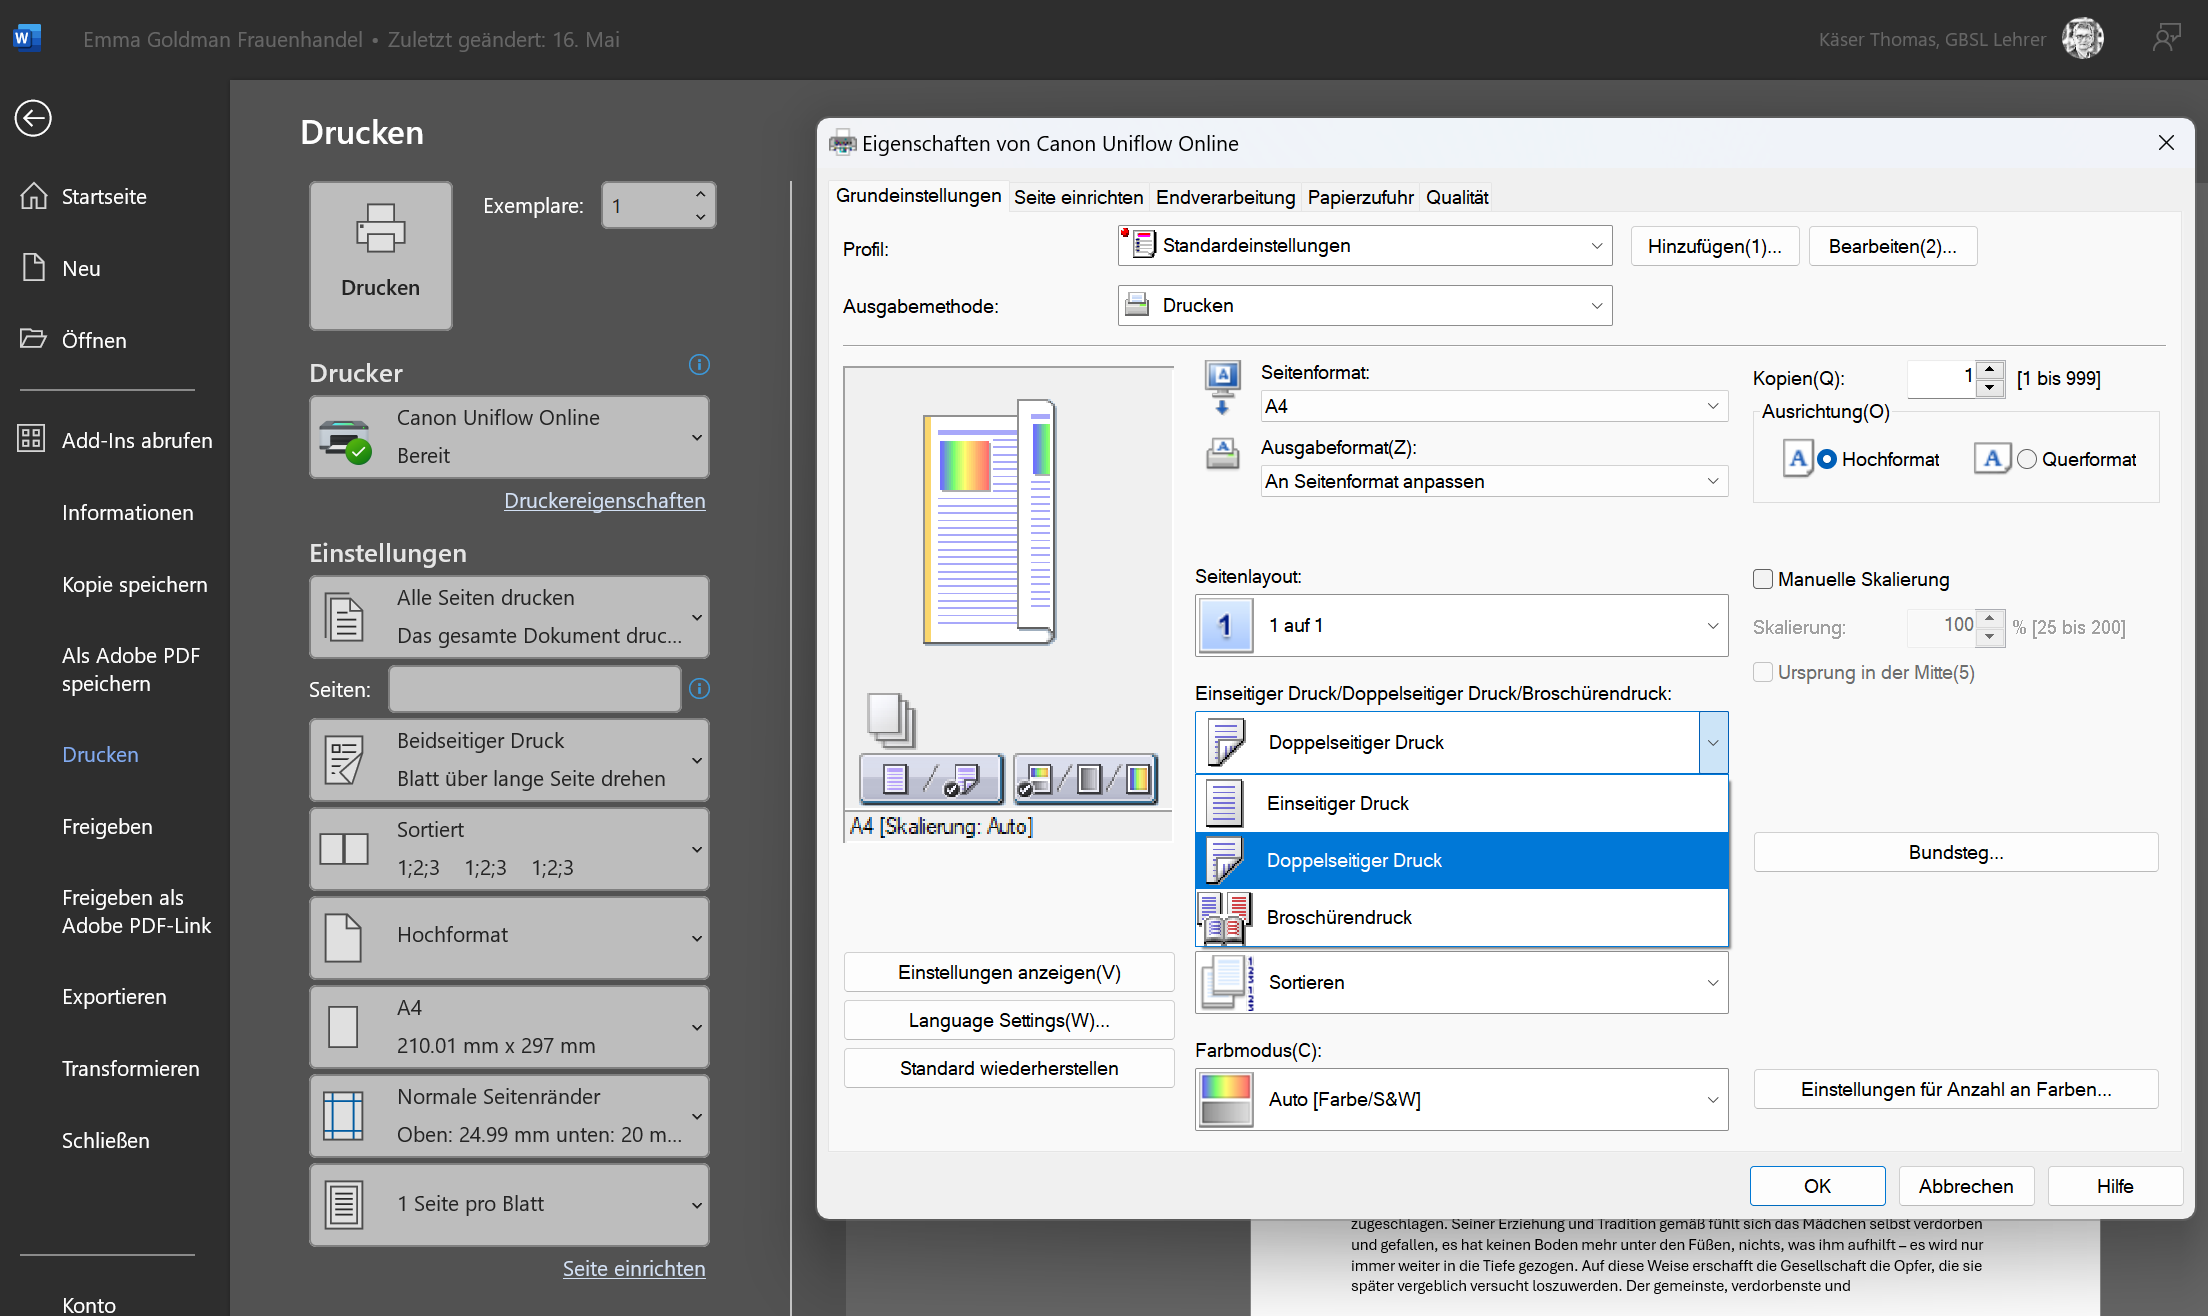 Emma Goldman Frauenhandel • Zuletzt geändert: 16. Mai
Käser Thomas, GBSL Lehrer
Startseite
Neu
Öffnen
Add-Ins abrufen
Informationen
Kopie speichern
Als Adobe PDF
speichern
Drucken
Freigeben
Freigeben als
Adobe PDF-Link
Exportieren
Transformieren
Schließen
Konto
Drucken
Drucken
Exemplare:
1
Drucker
Canon Uniflow Online
Bereit
Druckereigenschaften
Einstellungen
Alle Seiten drucken
Das gesamte Dokument druc...
Seiten:
Beidseitiger Druck
Blatt über lange Seite drehen
Sortiert
1;2;3 1;2;3 1;2;3
Hochformat
A4
210.01 mm x 297 mm
Normale Seitenränder
Oben: 24.99 mm unten: 20 m...
1 Seite pro Blatt
Seite einrichten
Eigenschaften von Canon Uniflow Online
Grundeinstellungen Seite einrichten Endverarbeitung Papierzufuhr Qualität
Profil:
Standardeinstellungen
Hinzufügen(1)...
Bearbeiten(2)...
Ausgabemethode:
Drucken
A4 [Skalierung: Auto]
Einstellungen anzeigen(V)
Language Settings(W)...
Standard wiederherstellen
Seitenformat:
A4
Ausgabeformat(Z):
An Seitenformat anpassen
Seitenlayout:
1
1 auf 1
Einseitiger Druck/Doppelseitiger Druck/Broschürendruck:
Doppelseitiger Druck
Einseitiger Druck
Doppelseitiger Druck
Broschürendruck
Sortieren
Farbmodus(C):
Auto [Farbe/S&W]
Kopien(Q):
1
[1 bis 999]
Ausrichtung(O)
A Hochformat
A Querformat
Manuelle Skalierung
Skalierung:
100
% [25 bis 200]
Ursprung in der Mitte(5)
Bundsteg...
Einstellungen für Anzahl an Farben...
OK
Abbrechen
Hilfe
zugeschlagen. Seiner Erziehung und Tradition gemäß fühlt sich das Mädchen selbst verdorben
und gefallen, es hat keinen Boden mehr unter den Füßen, nichts, was ihm aufhilft – es wird nur
immer weiter in die Tiefe gezogen. Auf diese Weise erschafft die Gesellschaft die Opfer, die sie
später vergeblich versucht loszuwerden. Der gemeinste, verdorbenste und